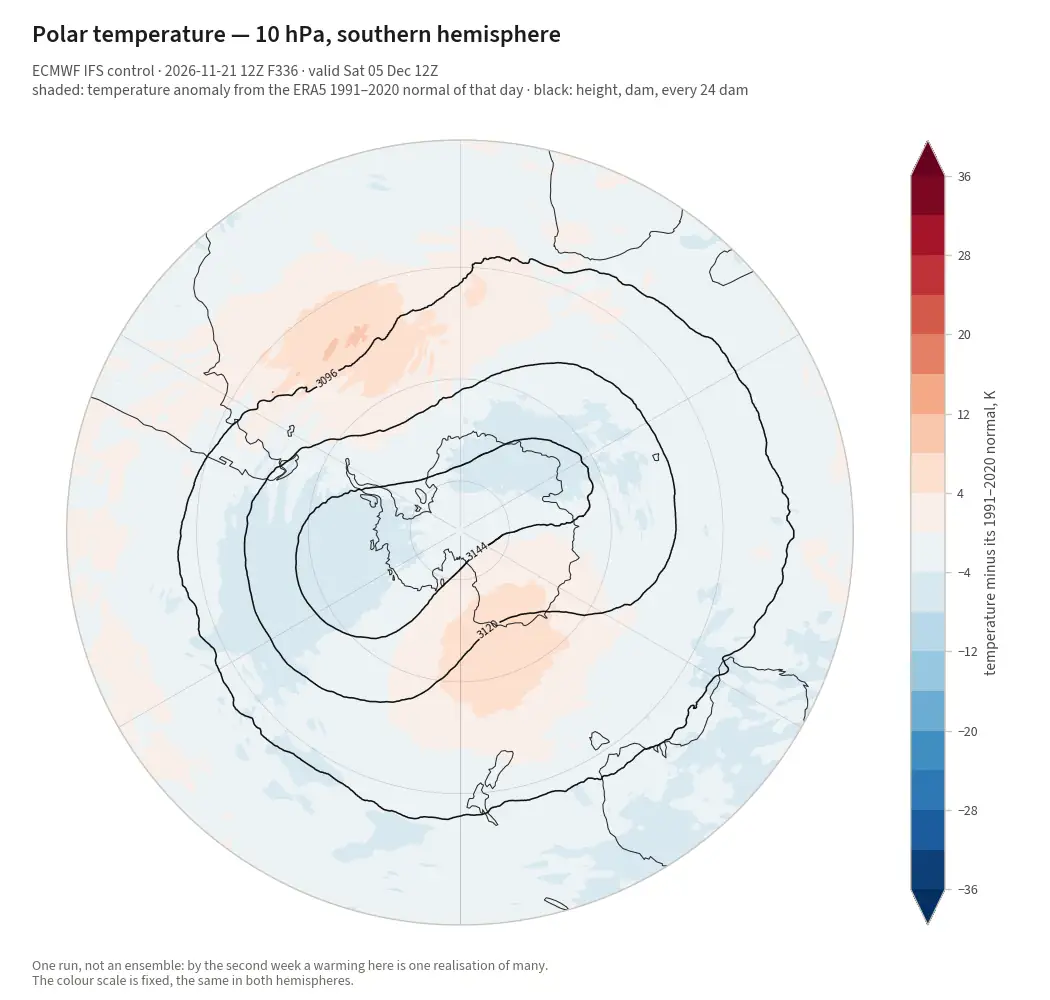 Polar temperature — 10 hPa, southern hemisphere
ECMWF IFS control · 2026-11-21 12Z F336 · valid Sat 05 Dec 12Z
shaded: temperature anomaly from the ERA5 1991–2020 normal of that day · black: height, dam, every 24 dam
3096
3144
3120
36
28
20
12
4
−4
−12
−20
−28
−36
temperature minus its 1991–2020 normal, K
One run, not an ensemble: by the second week a warming here is one realisation of many.
The colour scale is fixed, the same in both hemispheres.